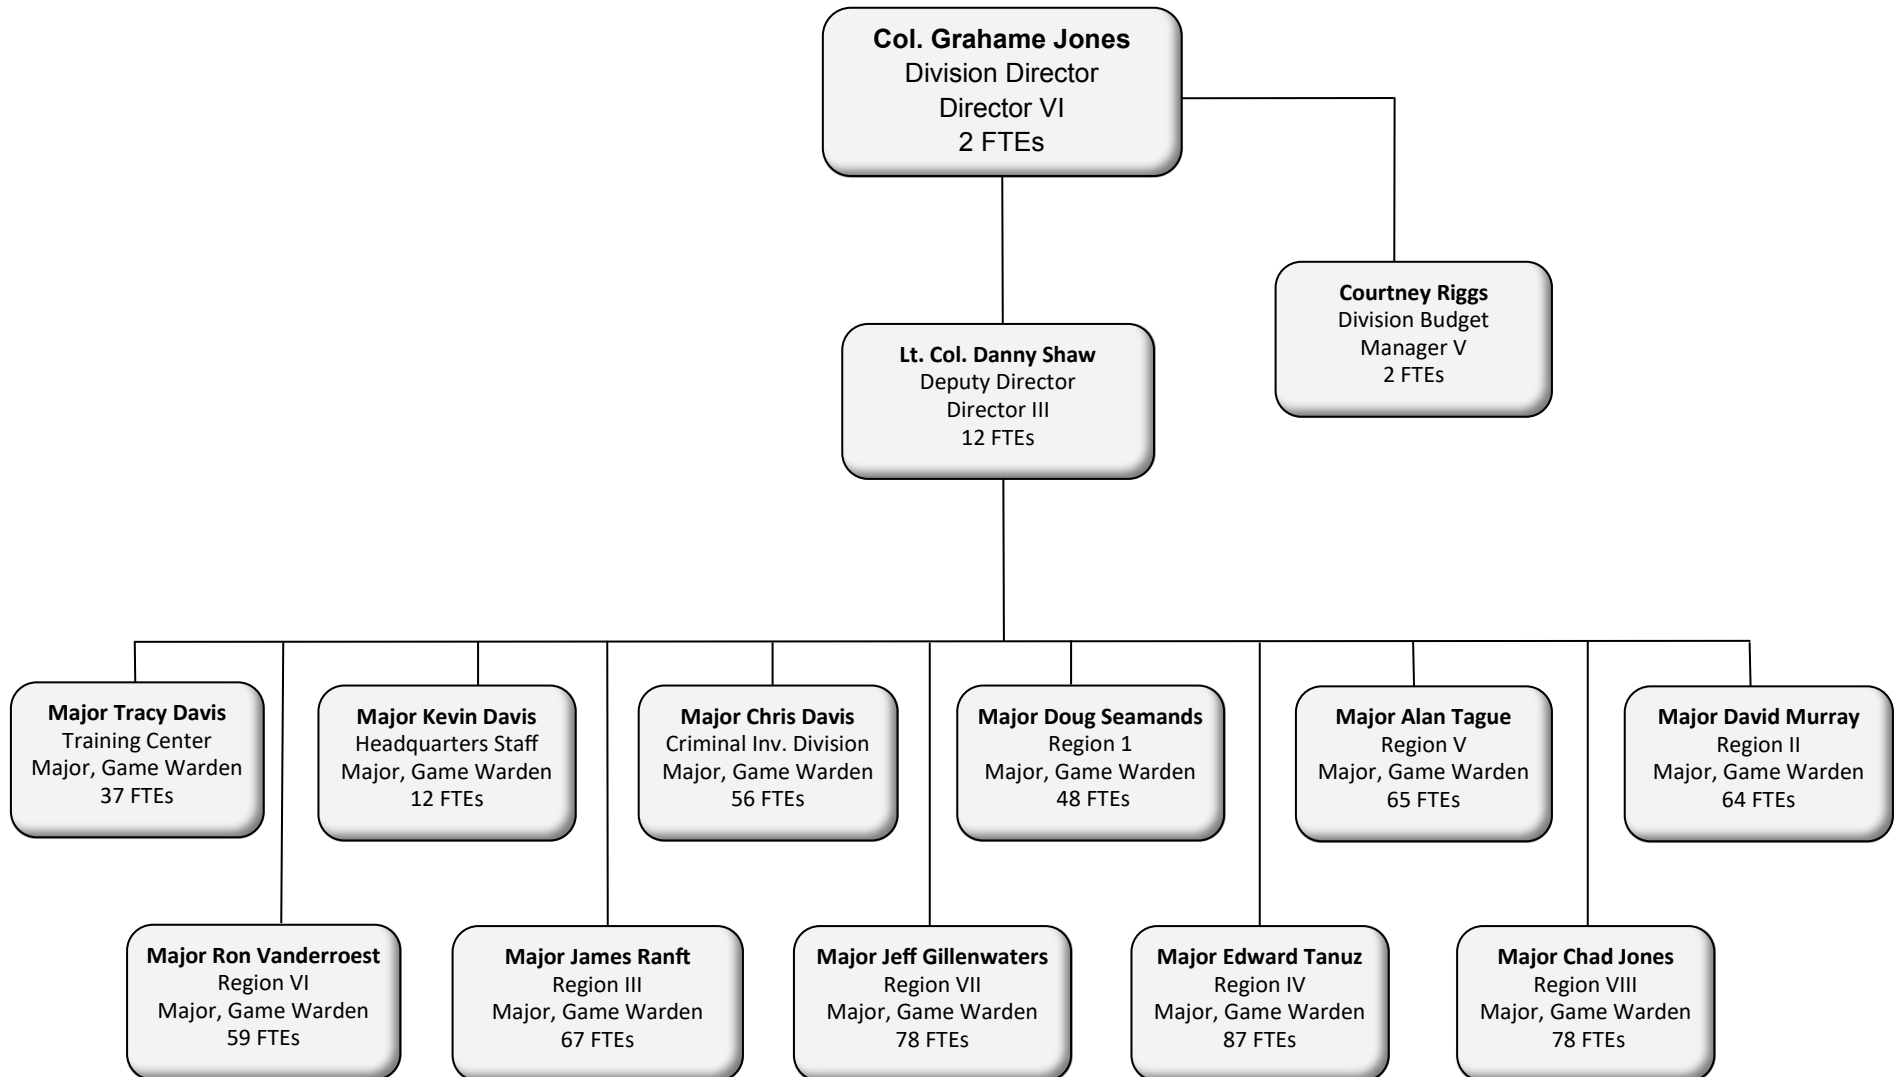 Col. Grahame Jones
Division Director
Director VI
2 FTEs
Courtney Riggs
Division Budget
Manager V
2 FTEs
Lt. Col. Danny Shaw
Deputy Director
Director III
12 FTEs
Major Tracy Davis
Training Center
Major, Game Warden
37 FTEs
Major Kevin Davis
Headquarters Staff
Major, Game Warden
12 FTEs
Major Chris Davis
Criminal Inv. Division
Major, Game Warden
56 FTEs
Major Doug Seamands
Region 1
Major, Game Warden
48 FTEs
Major Alan Tague
Region V
Major, Game Warden
65 FTEs
Major David Murray
Region II
Major, Game Warden
64 FTEs
Major Ron Vanderroest
Region VI
Major, Game Warden
59 FTEs
Major James Ranft
Region III
Major, Game Warden
67 FTEs
Major Jeff Gillenwaters
Region VII
Major, Game Warden
78 FTEs
Major Edward Tanuz
Region IV
Major, Game Warden
87 FTEs
Major Chad Jones
Region VIII
Major, Game Warden
78 FTEs